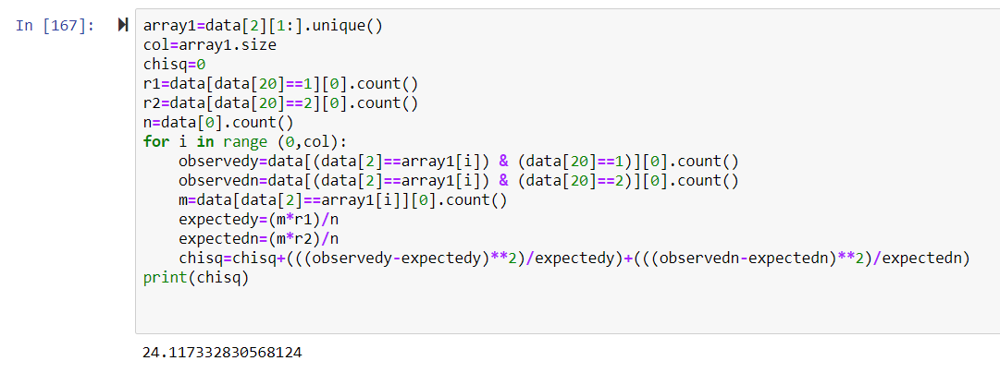 In [167]:
array1=data[2][1:].unique()
col=array1.size
chisq=0
r1=data[data[20]==1][0].count()
r2=data[data[20]==2][0].count()
n=data[0].count()
for i in range (0,col):
    observedy=data[(data[2]==array1[i]) & (data[20]==1)][0].count()
    observedn=data[(data[2]==array1[i]) & (data[20]==2)][0].count()
    m=data[data[2]==array1[i]][0].count()
    expectedy=(m*r1)/n
    expectedn=(m*r2)/n
    chisq=chisq+(((observedy-expectedy)**2)/expectedy)+(((observedn-expectedn)**2)/expectedn)
print(chisq)
24.117332830568124